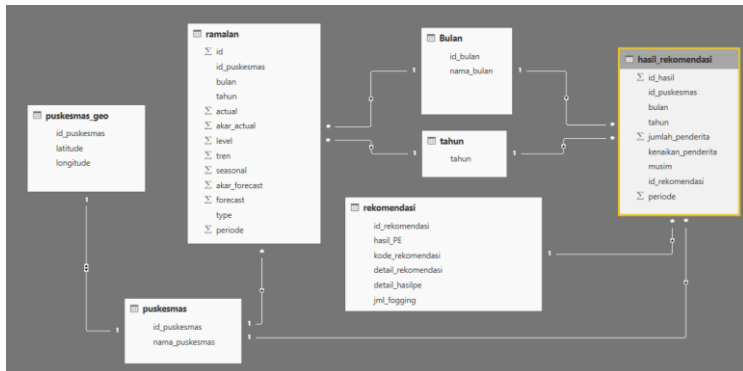 ramalan
Σ id
id_puskesmas
bulan
tahun
Σ actual
Σ akar_actual
Σ level
Σ tren
Σ seasonal
Σ akar_forecast
Σ forecast
type
Σ periode
Bulan
id_bulan
nama_bulan
hasil_rekomendasi
Σ id_hasil
id_puskesmas
bulan
tahun
Σ jumlah_penderita
kenaikan_penderita
musim
id_rekomendasi
Σ periode
puskesmas_geo
id_puskesmas
latitude
longitude
tahun
tahun
rekomendasi
id_rekomendasi
hasil_PE
kode_rekomendasi
detail_rekomendasi
detail_hasilpe
jml_fogging
puskesmas
id_puskesmas
nama_puskesmas
1
1
*
*
*
*
1
1
1
1
*
*
*
1
1
1